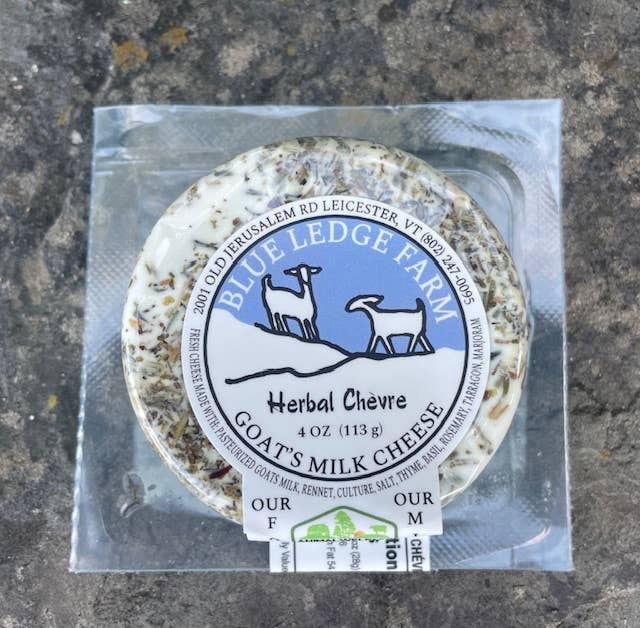 2001 OLD JERUSALEM RD LEICESTER, VT (802) 247-0095
BLUE LEDGE FARM
Herbal Chèvre
4 OZ (113 g)
GOAT'S MILK CHEESE
FRESH CHEESE MADE WITH: PASTEURIZED GOATS MILK, RENNET, CULTURE, SALT, THYME, BASIL, ROSEMARY, TARRAGON, MARJORAM
OUR OUR
F M